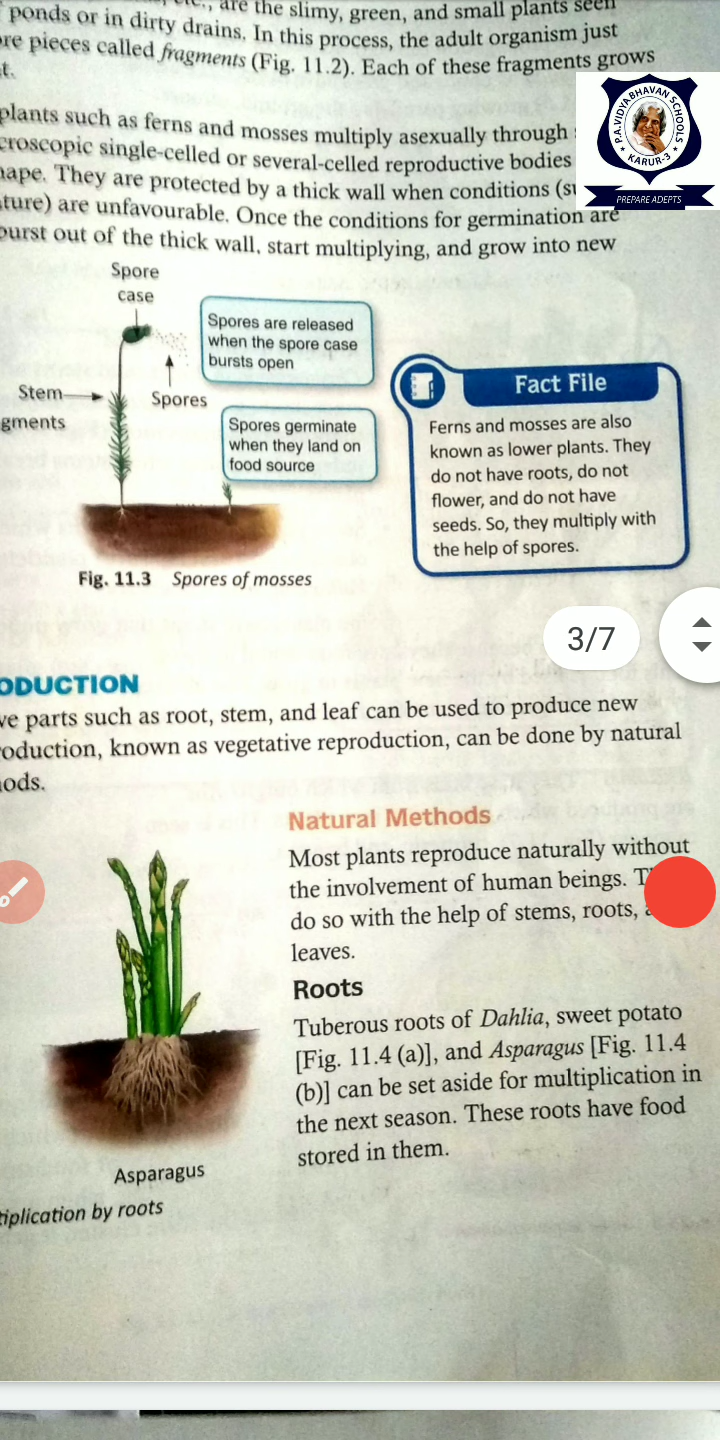 ponds or in dirty drains. In this process, the adult organism just
pieces called fragments (Fig. 11.2). Each of these fragments grows
are the slimy, green, and small plants seen
plants such as ferns and mosses multiply asexually through
single-celled or several-celled reproductive bodies
They are protected by a thick wall when conditions
are unfavourable. Once the conditions for germination are
burst out of the thick wall, start multiplying, and grow into new
P.A.VIDYABHAVAN SCHOOLS
KARUR-3
PREPARE ADEPTS
Spore
case
Spores are released
when the spore case
bursts open
Stem
Spores
gments
Spores germinate
when they land on
food source
Fig. 11.3 Spores of mosses
Fact File
Ferns and mosses are also
known as lower plants. They
do not have roots, do not
flower, and do not have
seeds. So, they multiply with
the help of spores.
3/7
ODUCTION
ve parts such as root, stem, and leaf can be used to produce new
oduction, known as vegetative reproduction, can be done by natural
ods.
Natural Methods
Most plants reproduce naturally without
the involvement of human beings.
do so with the help of stems, roots,
leaves.
Roots
Tuberous roots of Dahlia, sweet potato
[Fig. 11.4 (a)], and Asparagus [Fig. 11.4
(b)] can be set aside for multiplication in
the next season. These roots have food
stored in them.
Asparagus
tiplication by roots